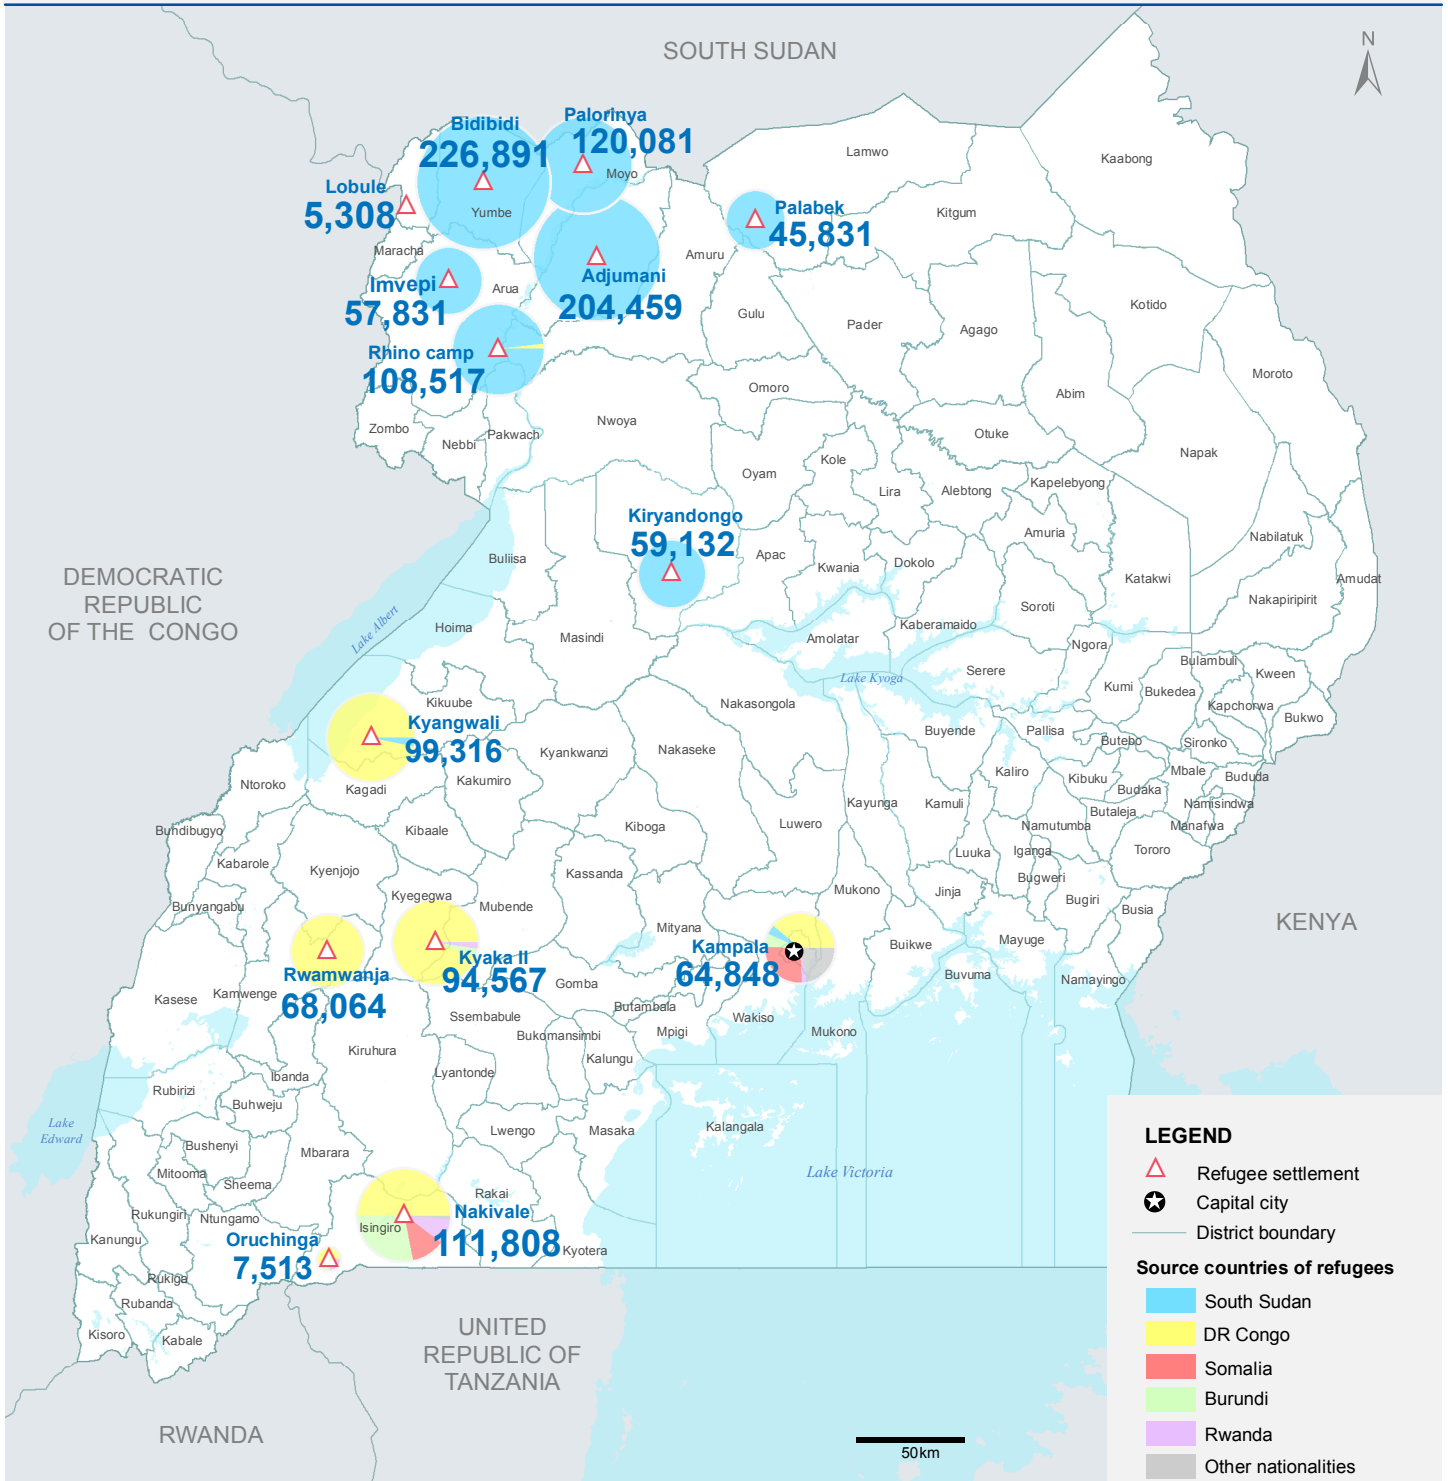 SOUTH SUDAN
N
Bidibidi
226,891
Palorinya
120,081
Moyo
Lamwo
Kaabong
Lobule
5,308
Yumbe
Palabek
45,831
Kitgum
Maracha
Amuru
Imvepi
57,831
Arua
Adjumani
204,459
Gulu
Pader
Agago
Kotido
Rhino camp
108,517
Omoro
Abim
Moroto
Zombo
Nebbi
Pakwach
Nwoya
Otuke
Napak
Oyam
Kole
Lira
Alebtong
Kapelebyong
Kiryandongo
59,132
Amuria
Nabilatuk
Buliisa
Apac
Kwania
Dokolo
Katakwi
Amudat
DEMOCRATIC
REPUBLIC
OF THE CONGO
Lake Albert
Hoima
Masindi
Amolatar
Kaberamaido
Soroti
Nakapiripirit
Ngora
Lake Kyoga
Serere
Bulambuli
Kween
Kumi
Bukedea
Kapchorwa
Bukwo
Kikuube
Kyangwali
99,316
Nakasongola
Buyende
Pallisa
Butebo
Sironko
Kyankwanzi
Nakaseke
Kagadi
Kakumiro
Kaliro
Kibuku
Mbale
Bududa
Budaka
Ntoroko
Kayunga
Kamuli
Butaleja
Namisindwa
Manafwa
Bundibugyo
Kibaale
Kiboga
Luwero
Namutumba
Kabarole
Kyenjojo
Kassanda
Luuka
Iganga
Tororo
Bugweri
Kyegegwa
Mubende
Mukono
Jinja
Bugiri
Busia
Bunyangabu
Mityana
Kampala
64,848
Buikwe
Mayuge
KENYA
Rwamwanja
68,064
Kyaka II
94,567
Buvuma
Namayingo
Kasese
Kamwenge
Gomba
Butambala
Ssembabule
Bukomansimbi
Mpigi
Wakiso
Mukono
Kiruhura
Kalungu
Lyantonde
Ibanda
Rubirizi
Buhweju
Lake
Edward
Bushenyi
Mbarara
Lwengo
Masaka
Kalangala
Mitooma
Sheema
Lake Victoria
Rukungiri
Ntungamo
Isingiro
Rakai
Nakivale
111,808
Kanungu
Oruchinga
7,513
Kyotera
Rukiga
Rubanda
Kisoro
Kabale
UNITED
REPUBLIC OF
TANZANIA
RWANDA
50km
LEGEND
Refugee settlement
Capital city
District boundary
Source countries of refugees
South Sudan
DR Congo
Somalia
Burundi
Rwanda
Other nationalities